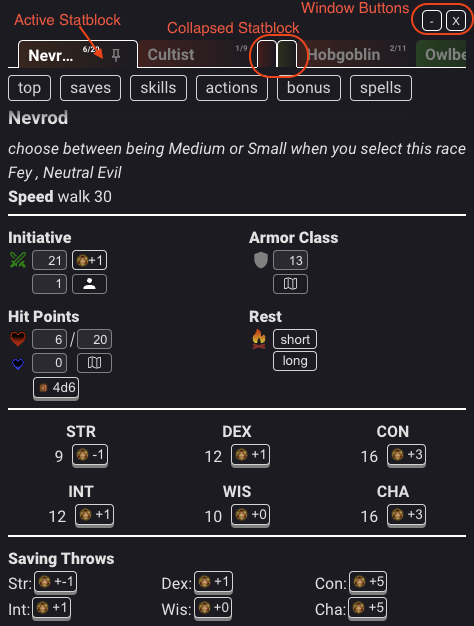 Active Statblock
Collapsed Statblock
Window Buttons
- X
Nevr... 6/20 Cultist 1/9 Hobgoblin 2/11 Owlbe
top saves skills actions bonus spells
Nevrod
choose between being Medium or Small when you select this race
Fey , Neutral Evil
Speed walk 30
Initiative Armor Class
21 +1 13
1
Hit Points Rest
6 / 20 short
0 long
4d6
STR DEX CON
9 -1 12 +1 16 +3
INT WIS CHA
12 +1 10 +0 16 +3
Saving Throws
Str: +-1 Dex: +1 Con: +5
Int: +1 Wis: +0 Cha: +5